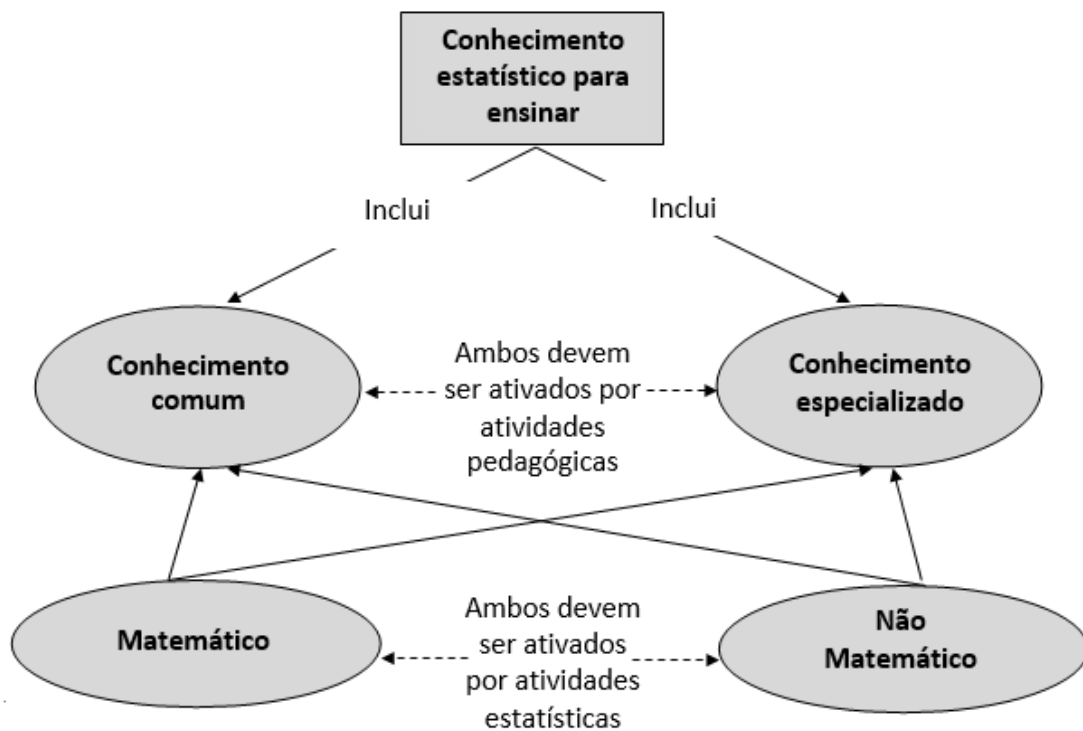 Conhecimento
estatístico para
ensinar
Inclui
Inclui
Conhecimento
comum
Ambos devem
ser ativados por
atividades
pedagógicas
Conhecimento
especializado
Matemático
Ambos devem
ser ativados
por atividades
estatísticas
Não
Matemático